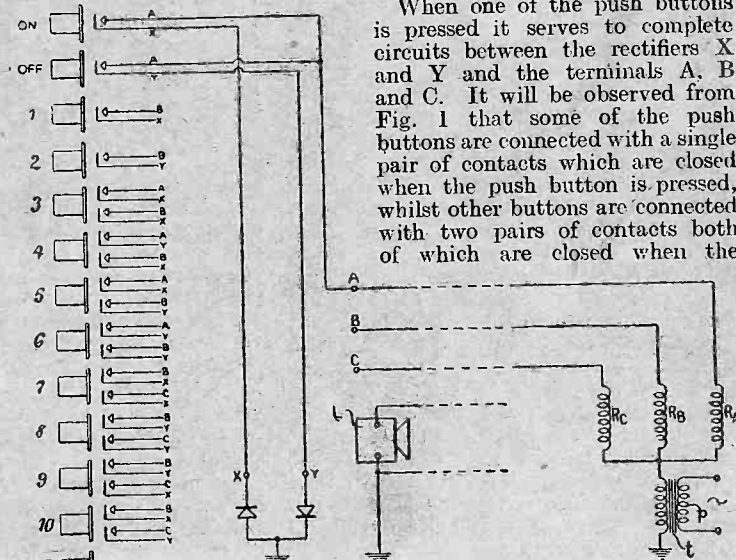 When one of the push buttons
is pressed it serves to complete
circuits between the rectifiers X
and Y and the terminals A, B
and C. It will be observed from
Fig. 1 that some of the push
buttons are connected with a single
pair of contacts which are closed
when the push button is pressed,
whilst other buttons are connected
with two pairs of contacts both
of which are closed when the
ON
A
X
OFF
A
Y
1
B
X
2
B
Y
3
A
X
B
X
4
A
Y
B
X
5
A
X
B
Y
6
A
Y
B
Y
7
B
X
C
X
8
B
Y
C
Y
9
B
Y
C
X
10
B
X
C
Y
A
B
C
RC
RB
RA
t
X
Y
p
t